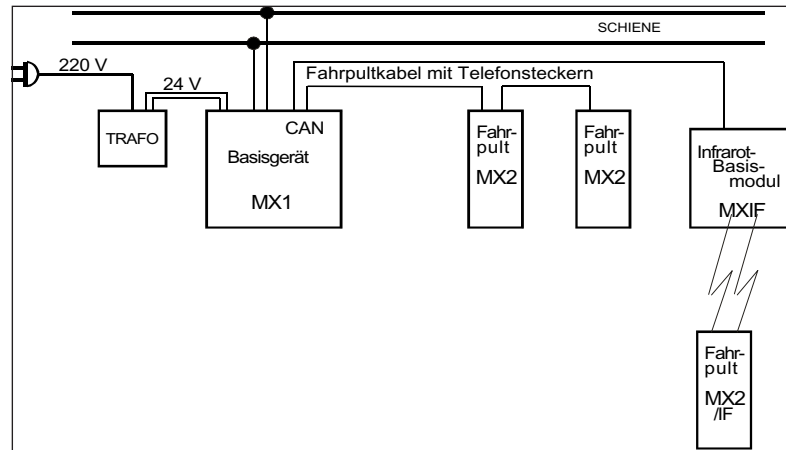 SCHIENE
220 V
24 V
Fahrpultkabel mit Telefonsteckern
TRAFO
CAN
Basisgerät
MX1
Fahr-
pult
MX2
Fahr-
pult
MX2
Infrarot-
Basis-
modul
MXIF
Fahr-
pult
MX2
/IF